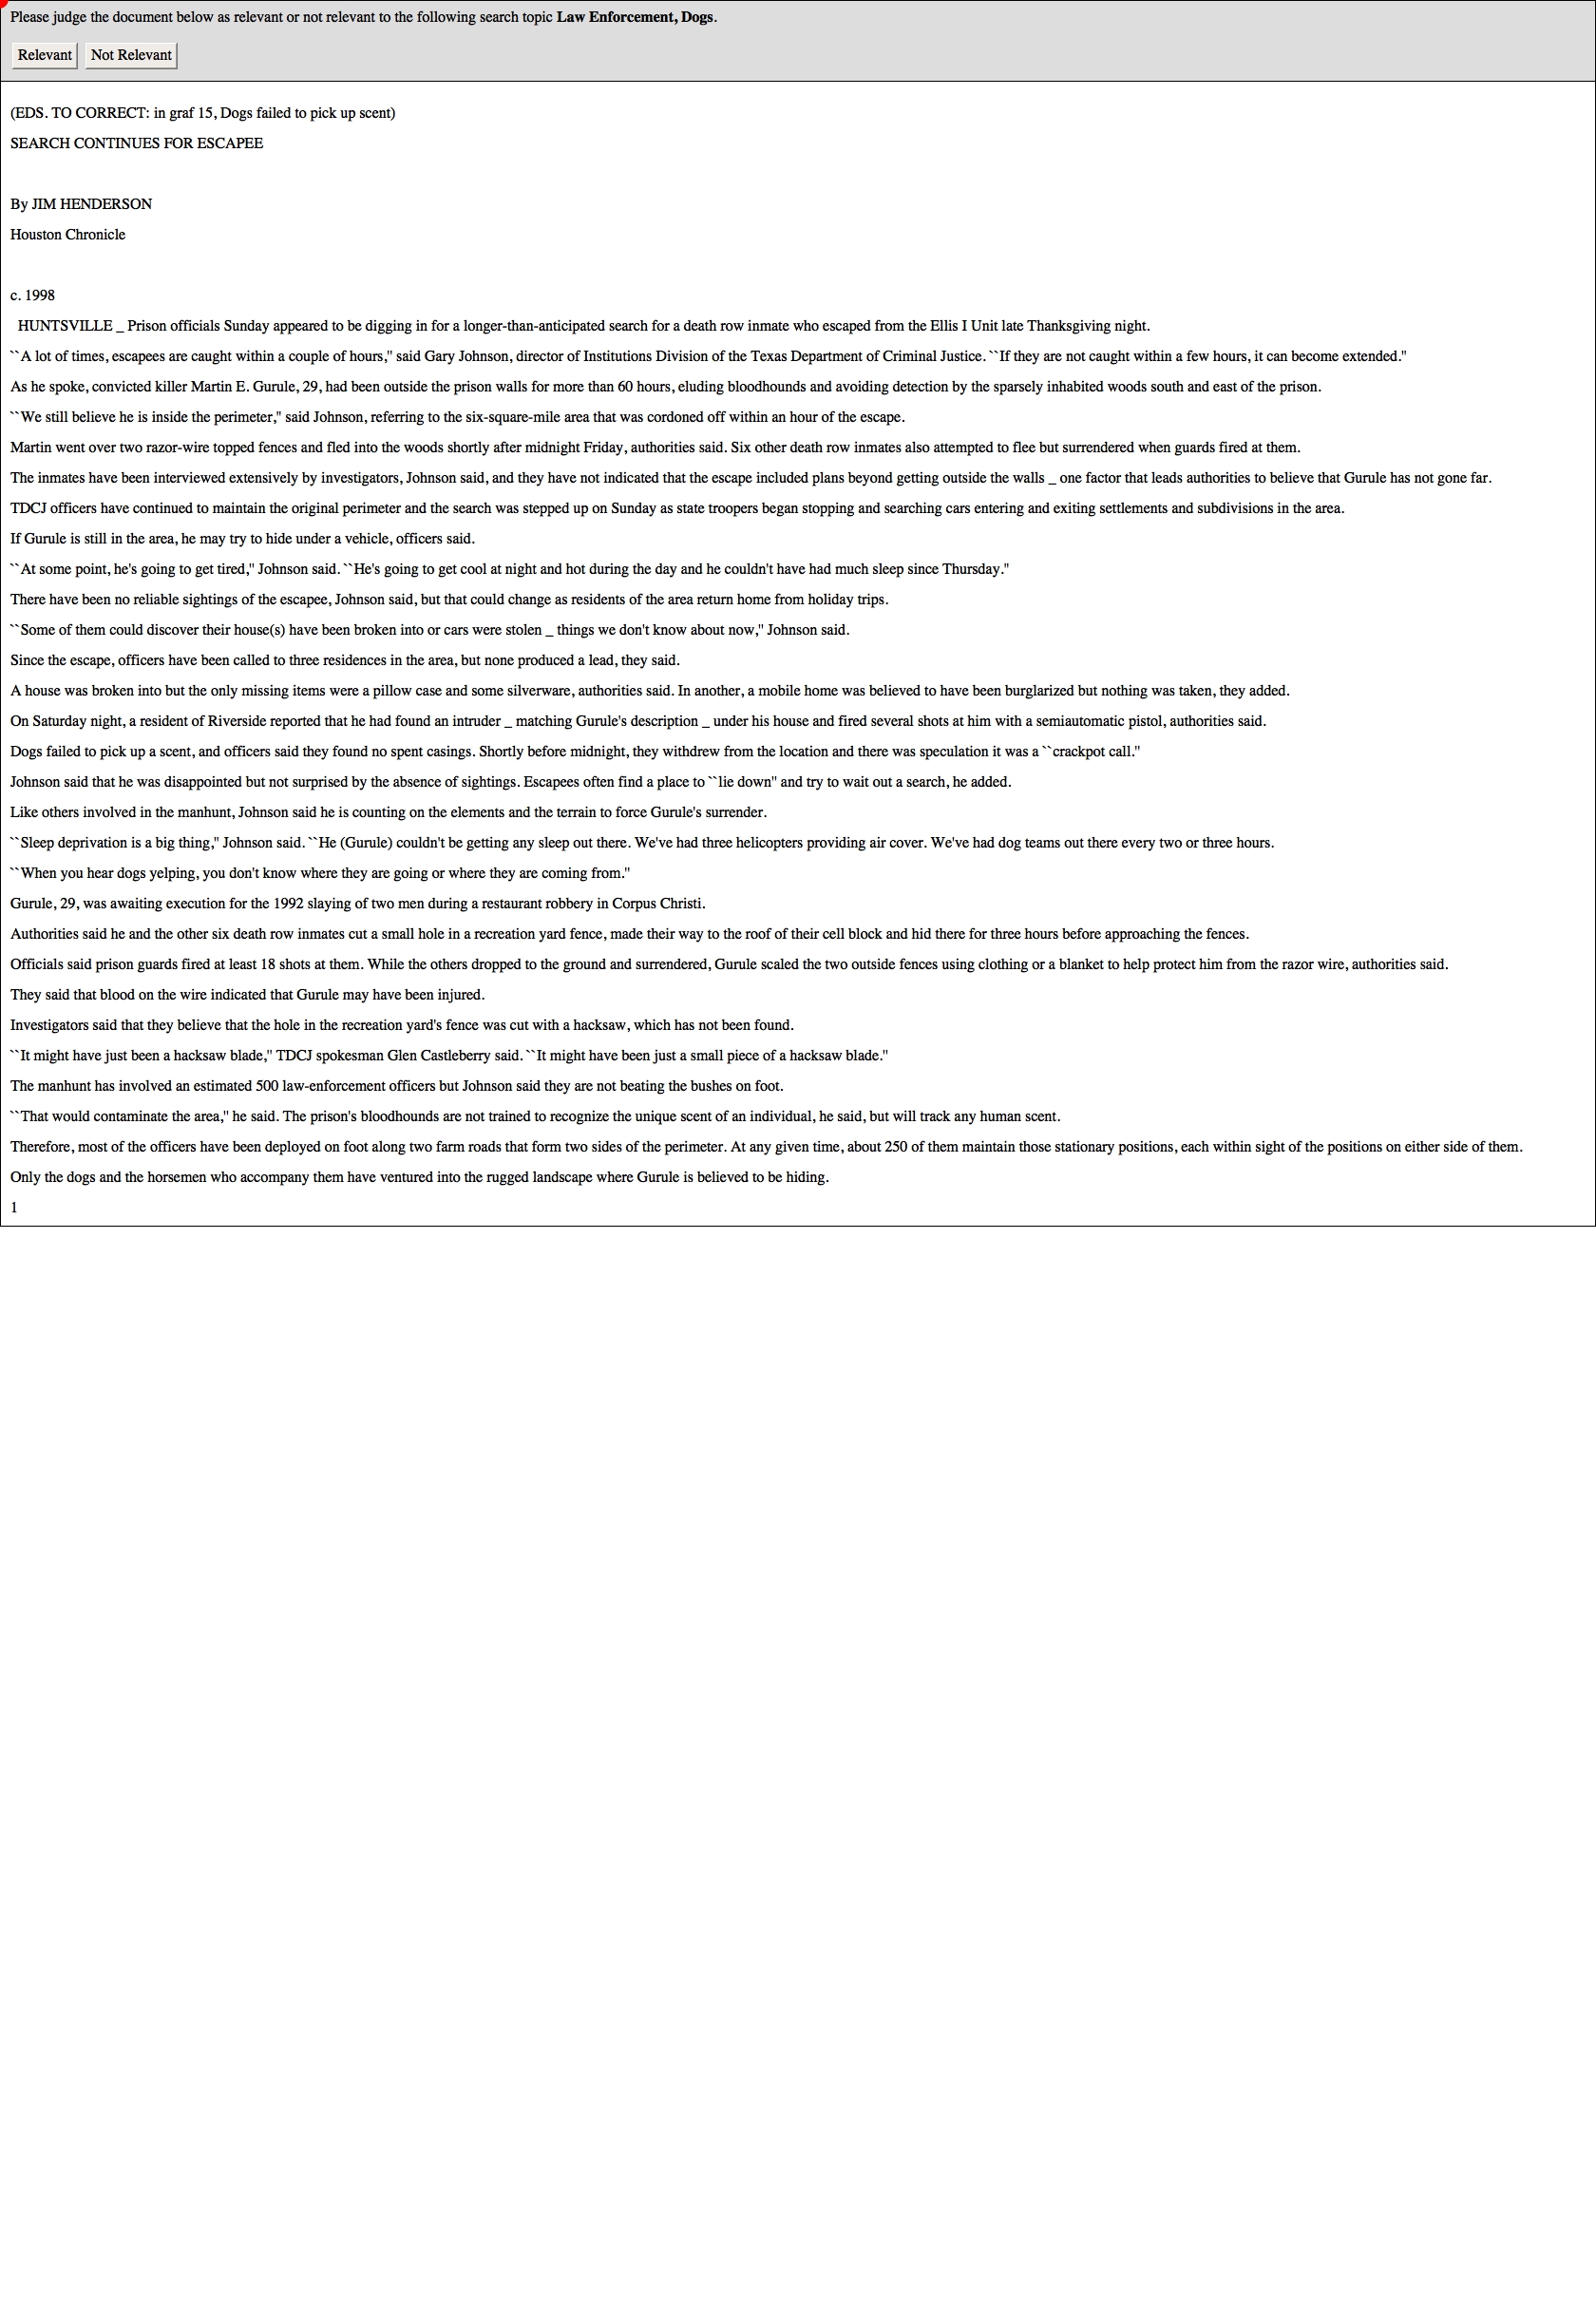 Please judge the document below as relevant or not relevant to the following search topic Law Enforcement, Dogs.
Relevant Not Relevant
(EDS. TO CORRECT: in graf 15, Dogs failed to pick up scent)
SEARCH CONTINUES FOR ESCAPEE
By JIM HENDERSON
Houston Chronicle
c. 1998
HUNTSVILLE _ Prison officials Sunday appeared to be digging in for a longer-than-anticipated search for a death row inmate who escaped from the Ellis I Unit late Thanksgiving night.
``A lot of times, escapees are caught within a couple of hours,'' said Gary Johnson, director of Institutions Division of the Texas Department of Criminal Justice. ``If they are not caught within a few hours, it can become extended.''
As he spoke, convicted killer Martin E. Gurule, 29, had been outside the prison walls for more than 60 hours, eluding bloodhounds and avoiding detection by the sparsely inhabited woods south and east of the prison.
``We still believe he is inside the perimeter,'' said Johnson, referring to the six-square-mile area that was cordoned off within an hour of the escape.
Martin went over two razor-wire topped fences and fled into the woods shortly after midnight Friday, authorities said. Six other death row inmates also attempted to flee but surrendered when guards fired at them.
The inmates have been interviewed extensively by investigators, Johnson said, and they have not indicated that the escape included plans beyond getting outside the walls _ one factor that leads authorities to believe that Gurule has not gone far.
TDCJ officers have continued to maintain the original perimeter and the search was stepped up on Sunday as state troopers began stopping and searching cars entering and exiting settlements and subdivisions in the area.
If Gurule is still in the area, he may try to hide under a vehicle, officers said.
``At some point, he's going to get tired,'' Johnson said. ``He's going to get cool at night and hot during the day and he couldn't have had much sleep since Thursday.''
There have been no reliable sightings of the escapee, Johnson said, but that could change as residents of the area return home from holiday trips.
``Some of them could discover their house(s) have been broken into or cars were stolen _ things we don't know about now,'' Johnson said.
Since the escape, officers have been called to three residences in the area, but none produced a lead, they said.
A house was broken into but the only missing items were a pillow case and some silverware, authorities said. In another, a mobile home was believed to have been burglarized but nothing was taken, they added.
On Saturday night, a resident of Riverside reported that he had found an intruder _ matching Gurule's description _ under his house and fired several shots at him with a semiautomatic pistol, authorities said.
Dogs failed to pick up a scent, and officers said they found no spent casings. Shortly before midnight, they withdrew from the location and there was speculation it was a ``crackpot call.''
Johnson said that he was disappointed but not surprised by the absence of sightings. Escapees often find a place to ``lie down'' and try to wait out a search, he added.
Like others involved in the manhunt, Johnson said he is counting on the elements and the terrain to force Gurule's surrender.
``Sleep deprivation is a big thing,'' Johnson said. ``He (Gurule) couldn't be getting any sleep out there. We've had three helicopters providing air cover. We've had dog teams out there every two or three hours.
``When you hear dogs yelping, you don't know where they are going or where they are coming from.''
Gurule, 29, was awaiting execution for the 1992 slaying of two men during a restaurant robbery in Corpus Christi.
Authorities said he and the other six death row inmates cut a small hole in a recreation yard fence, made their way to the roof of their cell block and hid there for three hours before approaching the fences.
Officials said prison guards fired at least 18 shots at them. While the others dropped to the ground and surrendered, Gurule scaled the two outside fences using clothing or a blanket to help protect him from the razor wire, authorities said.
They said that blood on the wire indicated that Gurule may have been injured.
Investigators said that they believe that the hole in the recreation yard's fence was cut with a hacksaw, which has not been found.
``It might have just been a hacksaw blade,'' TDCJ spokesman Glen Castleberry said. ``It might have been just a small piece of a hacksaw blade.''
The manhunt has involved an estimated 500 law-enforcement officers but Johnson said they are not beating the bushes on foot.
``That would contaminate the area,'' he said. The prison's bloodhounds are not trained to recognize the unique scent of an individual, he said, but will track any human scent.
Therefore, most of the officers have been deployed on foot along two farm roads that form two sides of the perimeter. At any given time, about 250 of them maintain those stationary positions, each within sight of the positions on either side of them.
Only the dogs and the horsemen who accompany them have ventured into the rugged landscape where Gurule is believed to be hiding.
1